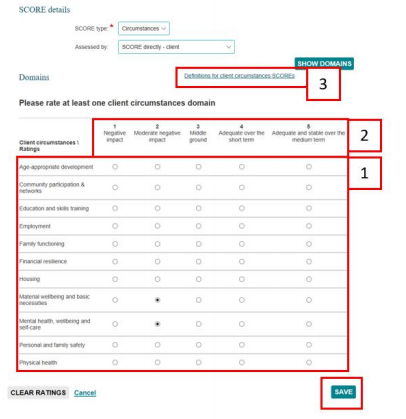 SCORE details
SCORE type: * Circumstances
Assessed by: SCORE directly - client
SHOW DOMAINS
Domains
Definitions for client circumstances SCOREs
3
Please rate at least one client circumstances domain
Client circumstances \ Ratings
1 Negative impact
2 Moderate negative impact
3 Middle ground
4 Adequate over the short term
5 Adequate and stable over the medium term
2
1
Age-appropriate development
Community participation &
networks
Education and skills training
Employment
Family functioning
Financial resilience
Housing
Material wellbeing and basic
necessities
Mental health, wellbeing and
self-care
Personal and family safety
Physical health
CLEAR RATINGS Cancel
SAVE